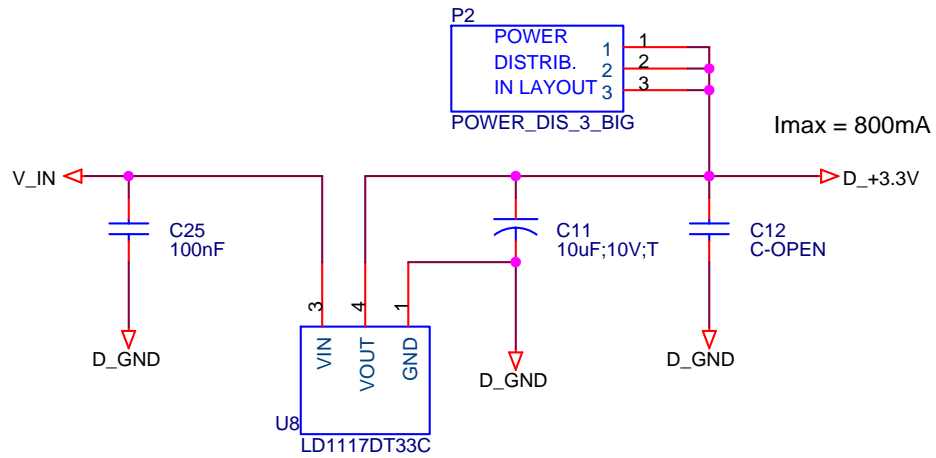 P2
POWER
DISTRIB.
IN LAYOUT
1
2
3
1
2
3
POWER_DIS_3_BIG
Imax = 800mA
V_IN
D_+3.3V
C25
100nF
C11
10uF;10V;T
C12
C-OPEN
3
4
1
VIN
VOUT
GND
D_GND
D_GND
D_GND
U8
LD1117DT33C